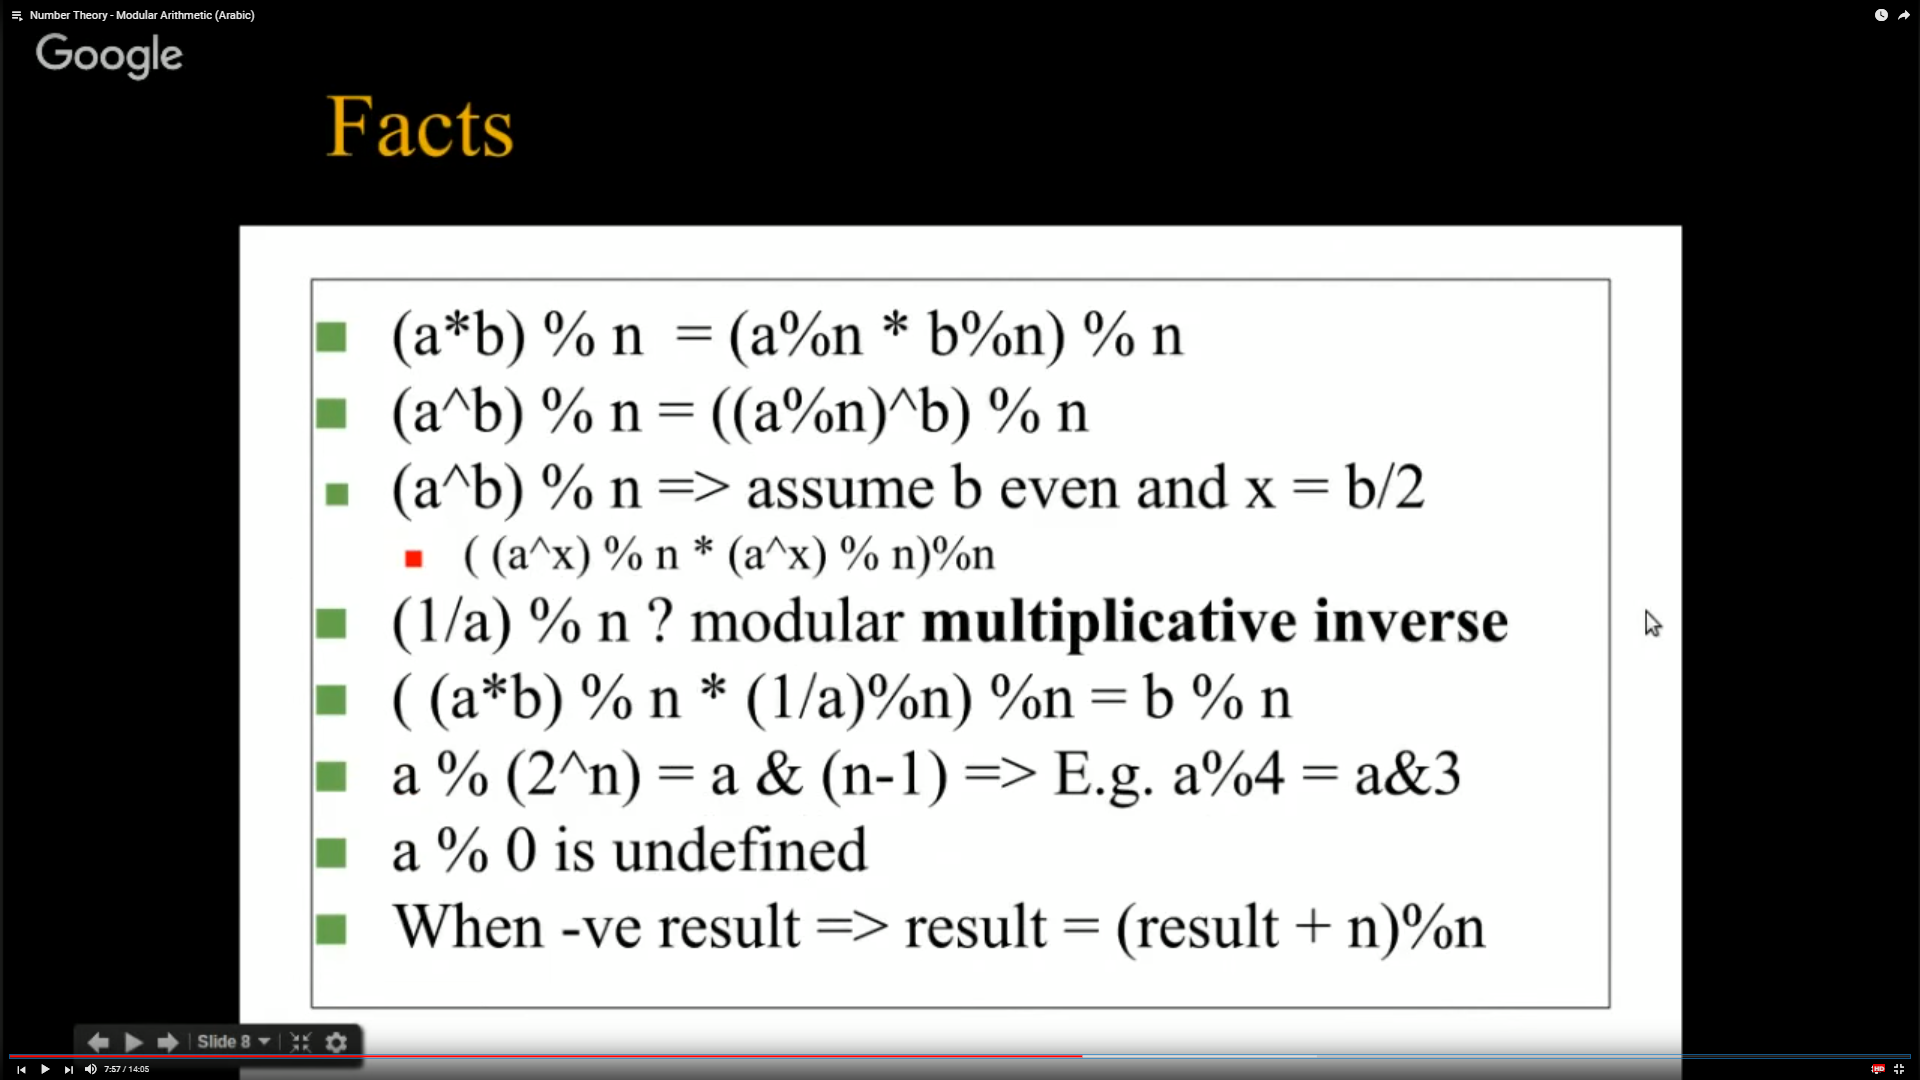 Number Theory - Modular Arithmetic (Arabic)
Google
Facts
(a*b) % n = (a%n * b%n) % n
(a^b) % n = ((a%n)^b) % n
(a^b) % n => assume b even and x = b/2
( (a^x) % n * (a^x) % n)%n
(1/a) % n ? modular multiplicative inverse
( (a*b) % n * (1/a)%n) %n = b % n
a % (2^n) = a & (n-1) => E.g. a%4 = a&3
a % 0 is undefined
When -ve result => result = (result + n)%n
Slide 8
7:57 / 14:05
HD